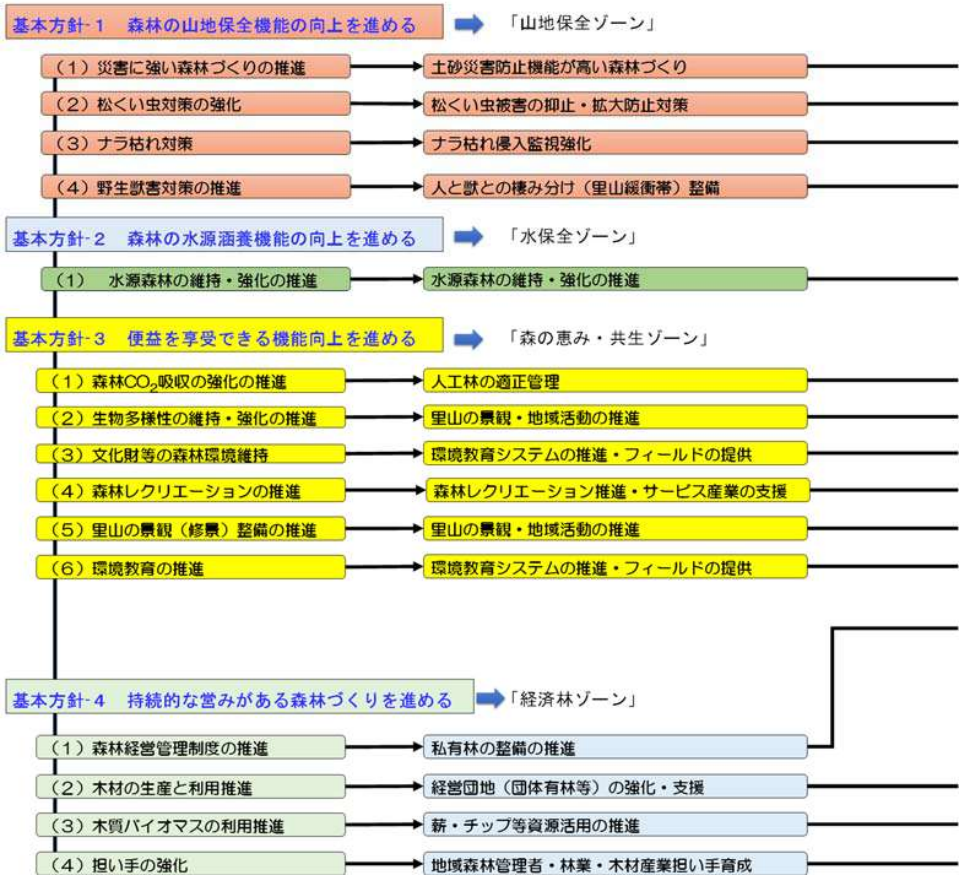 基本方針-1 森林の山地保全機能の向上を進める 「山地保全ゾーン」
(1)災害に強い森林づくりの推進 土砂災害防止機能が高い森林づくり
(2)松くい虫対策の強化 松くい虫被害の抑止・拡大防止対策
(3)ナラ枯れ対策 ナラ枯れ侵入監視強化
(4)野生獣害対策の推進 人と獣との棲み分け(里山緩衝帯)整備
基本方針-2 森林の水源涵養機能の向上を進める 「水保全ゾーン」
(1) 水源森林の維持・強化の推進 水源森林の維持・強化の推進
基本方針-3 便益を享受できる機能向上を進める 「森の恵み・共生ゾーン」
(1)森林CO₂吸収の強化の推進 人工林の適正管理
(2)生物多様性の維持・強化の推進 里山の景観・地域活動の推進
(3)文化財等の森林環境維持 環境教育システムの推進・フィールドの提供
(4)森林レクリエーションの推進 森林レクリエーション推進・サービス産業の支援
(5)里山の景観(修景)整備の推進 里山の景観・地域活動の推進
(6)環境教育の推進 環境教育システムの推進・フィールドの提供
基本方針-4 持続的な営みがある森林づくりを進める 「経済林ゾーン」
(1)森林経営管理制度の推進 私有林の整備の推進
(2)木材の生産と利用推進 経営団地(団体有林等)の強化・支援
(3)木質バイオマスの利用推進 薪・チップ等資源活用の推進
(4)担い手の強化 地域森林管理者・林業・木材産業担い手育成